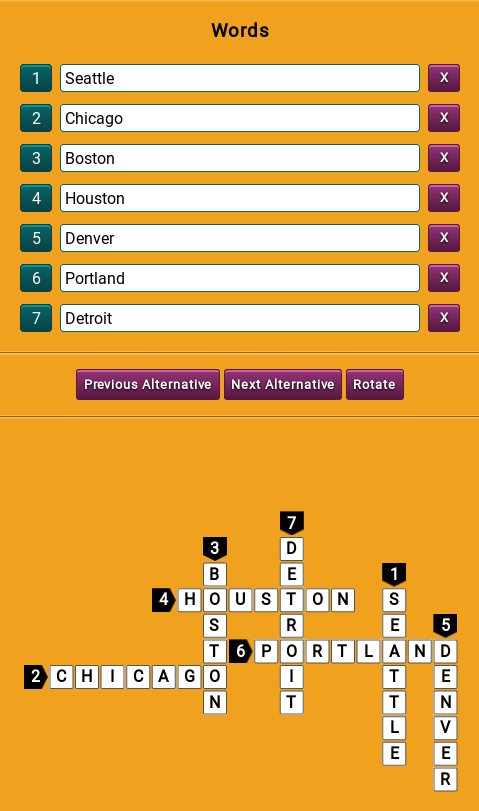 Words
1 Seattle X
2 Chicago X
3 Boston X
4 Houston X
5 Denver X
6 Portland X
7 Detroit X
Previous Alternative Next Alternative Rotate
7
3 D
B E 1
4 H O U S T O N S
S R E 5
T 6 P O R T L A N D
2 C H I C A G O I T E
N T T N
L V
E E
R